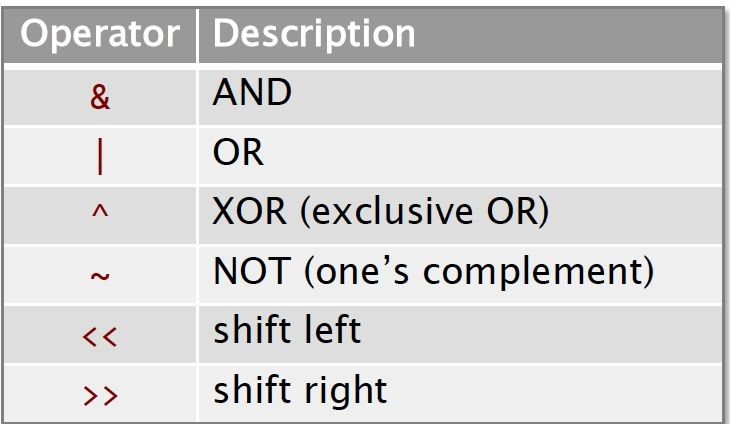 Operator Description
& AND
| OR
^ XOR (exclusive OR)
~ NOT (one’s complement)
<< shift left
>> shift right